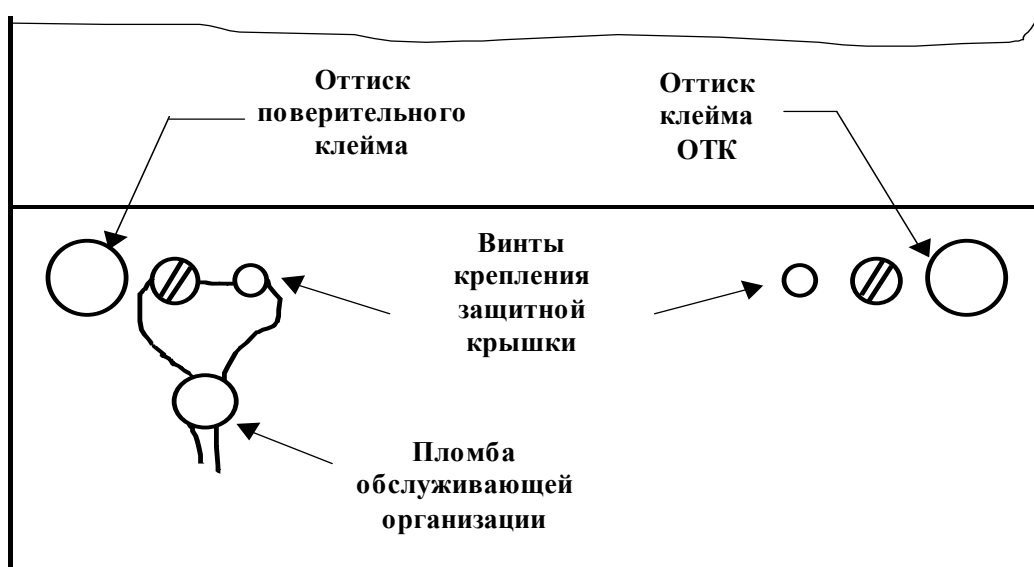 Оттиск
поверительного
клейма
Оттиск
клейма
ОТК
Винты
крепления
защитной
крышки
Пломба
обслуживающей
организации